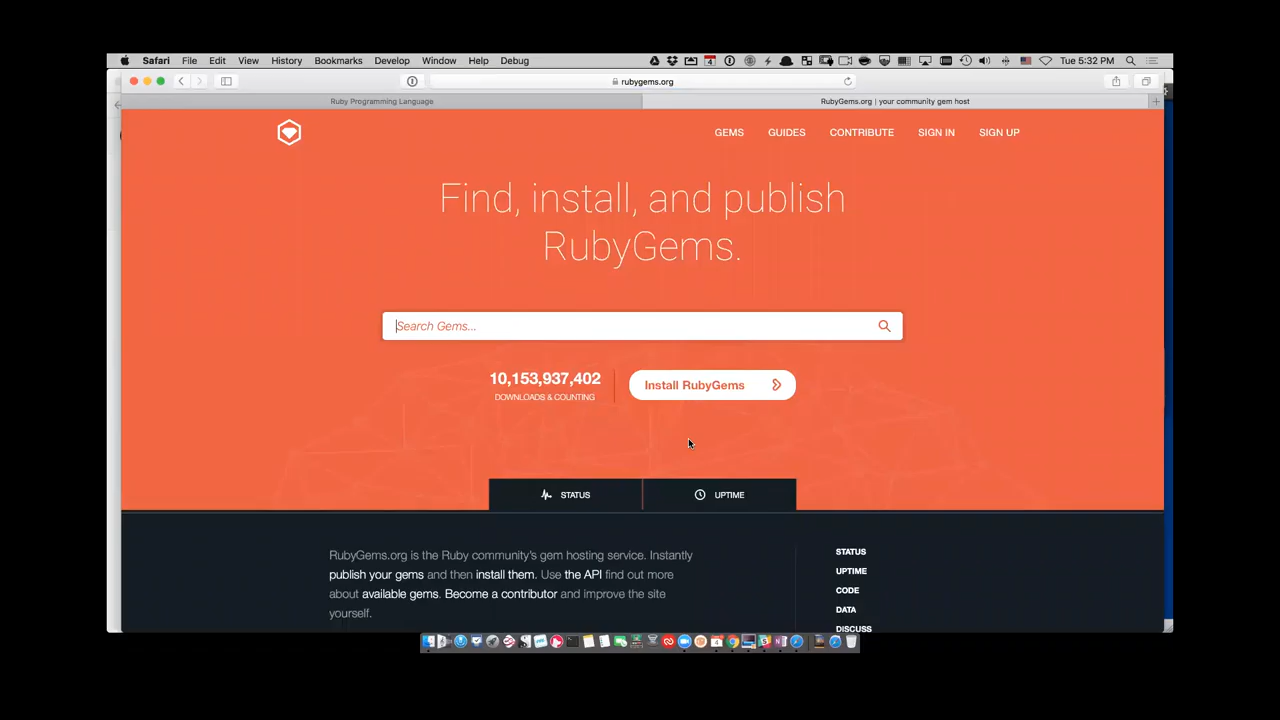 Safari File Edit View History Bookmarks Develop Window Help Debug 4 Tue 5:32 PM
rubygems.org
Ruby Programming Language
RubyGems.org | your community gem host
GEMS GUIDES CONTRIBUTE SIGN IN SIGN UP
Find, install, and publish
RubyGems.
Search Gems...
10,153,937,402
DOWNLOADS & COUNTING
Install RubyGems
STATUS
UPTIME
RubyGems.org is the Ruby community's gem hosting service. Instantly
publish your gems and then install them. Use the API find out more
about available gems. Become a contributor and improve the site
yourself.
STATUS
UPTIME
CODE
DATA
DISCUSS